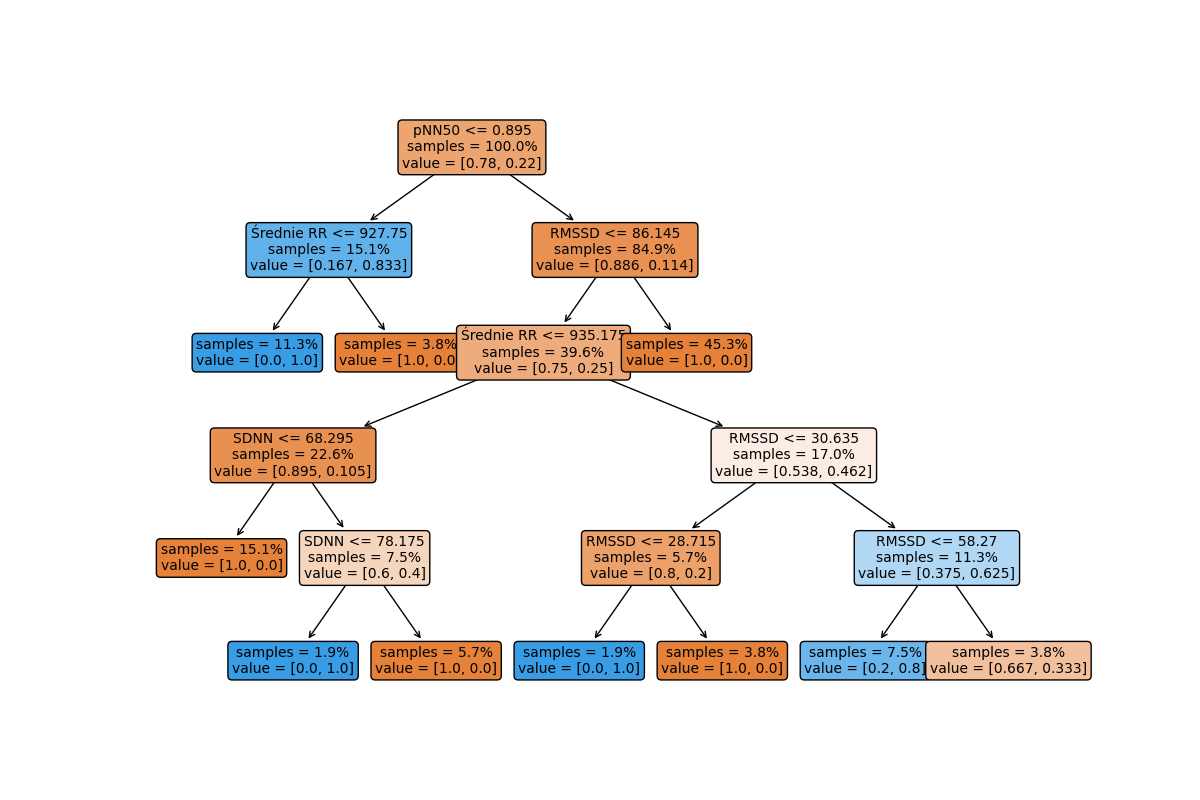 pNN50 <= 0.895
samples = 100.0%
value = [0.78, 0.22]
Średnie RR <= 927.75
samples = 15.1%
value = [0.167, 0.833]
RMSSD <= 86.145
samples = 84.9%
value = [0.886, 0.114]
samples = 11.3%
value = [0.0, 1.0]
samples = 3.8%
value = [1.0, 0.0
Średnie RR <= 935.175
samples = 39.6%
value = [0.75, 0.25]
samples = 45.3%
value = [1.0, 0.0]
SDNN <= 68.295
samples = 22.6%
value = [0.895, 0.105]
RMSSD <= 30.635
samples = 17.0%
value = [0.538, 0.462]
samples = 15.1%
value = [1.0, 0.0]
SDNN <= 78.175
samples = 7.5%
value = [0.6, 0.4]
RMSSD <= 28.715
samples = 5.7%
value = [0.8, 0.2]
RMSSD <= 58.27
samples = 11.3%
value = [0.375, 0.625]
samples = 1.9%
value = [0.0, 1.0]
samples = 5.7%
value = [1.0, 0.0]
samples = 1.9%
value = [0.0, 1.0]
samples = 3.8%
value = [1.0, 0.0]
samples = 7.5%
value = [0.2, 0.8]
samples = 3.8%
value = [0.667, 0.333]